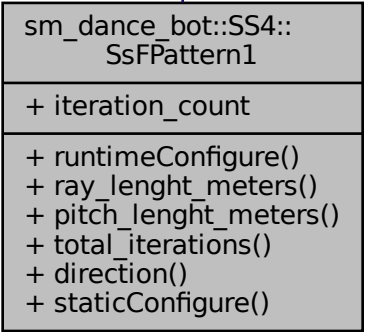 sm_dance_bot::SS4::
SsFPattern1
+ iteration_count
+ runtimeConfigure()
+ ray_lenght_meters()
+ pitch_lenght_meters()
+ total_iterations()
+ direction()
+ staticConfigure()